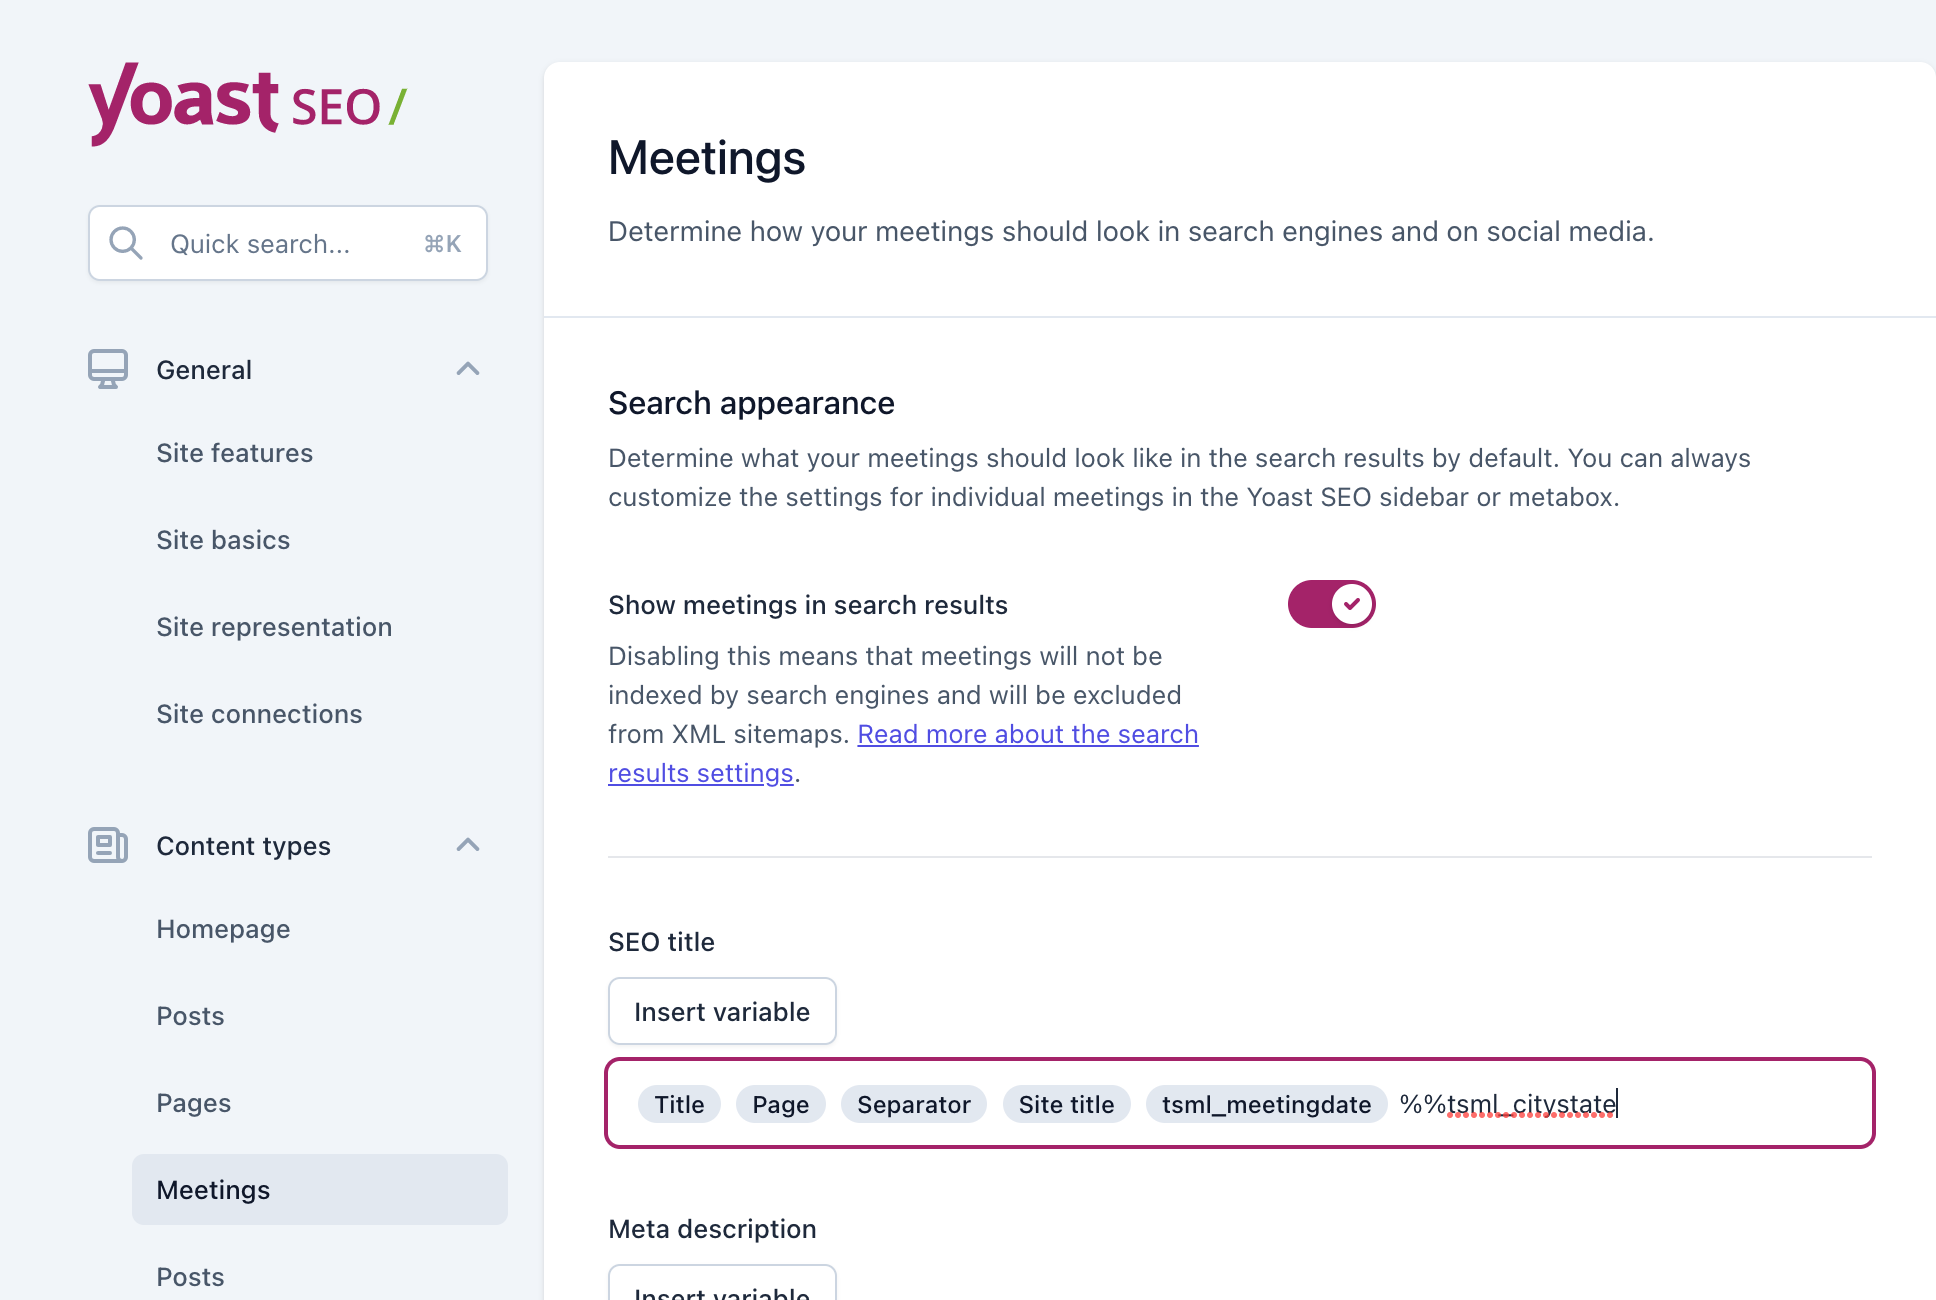 yoast SEO/
Quick search...
⌘K
General
Site features
Site basics
Site representation
Site connections
Content types
Homepage
Posts
Pages
Meetings
Posts
Meetings
Determine how your meetings should look in search engines and on social media.
Search appearance
Determine what your meetings should look like in the search results by default. You can always
customize the settings for individual meetings in the Yoast SEO sidebar or metabox.
Show meetings in search results
Disabling this means that meetings will not be
indexed by search engines and will be excluded
from XML sitemaps. Read more about the search
results settings.
SEO title
Insert variable
Title Page Separator Site title tsml_meetingdate %%tsml_citystate
Meta description
Insert variable